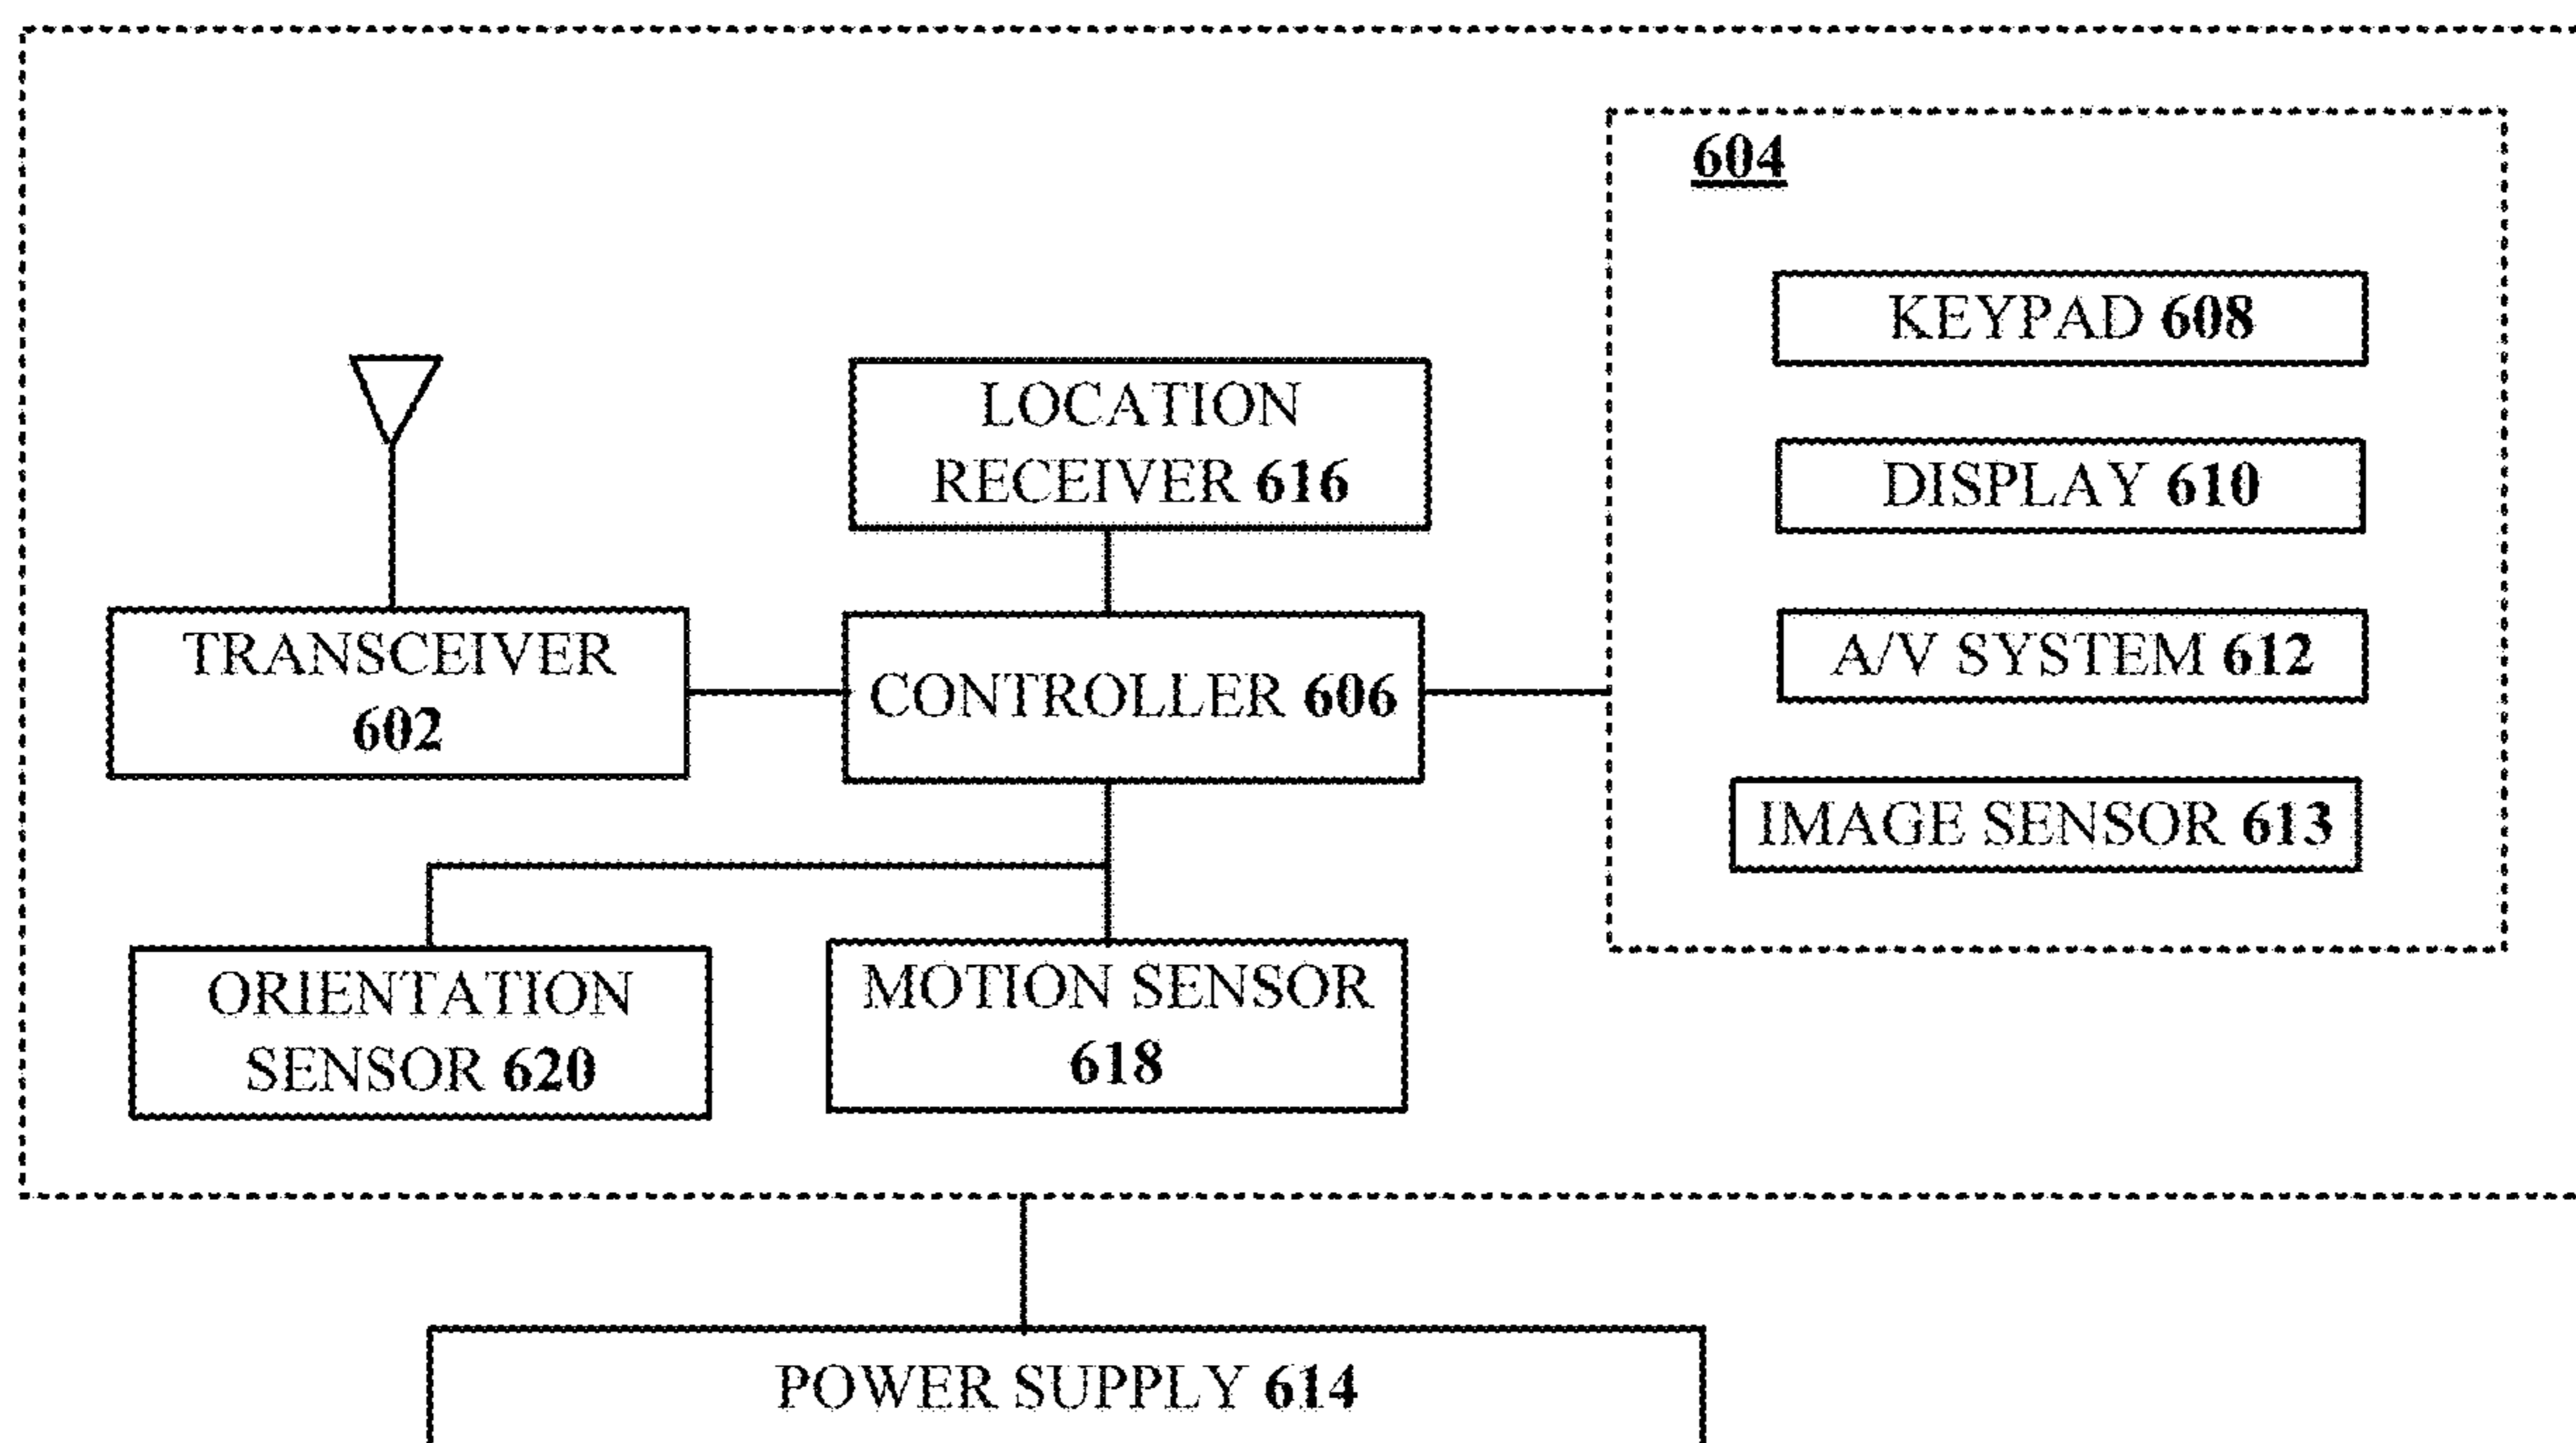 604
KEYPAD 608
DISPLAY 610
A/V SYSTEM 612
IMAGE SENSOR 613
LOCATION
RECEIVER 616
TRANSCEIVER
602
CONTROLLER 606
ORIENTATION
SENSOR 620
MOTION SENSOR
618
POWER SUPPLY 614